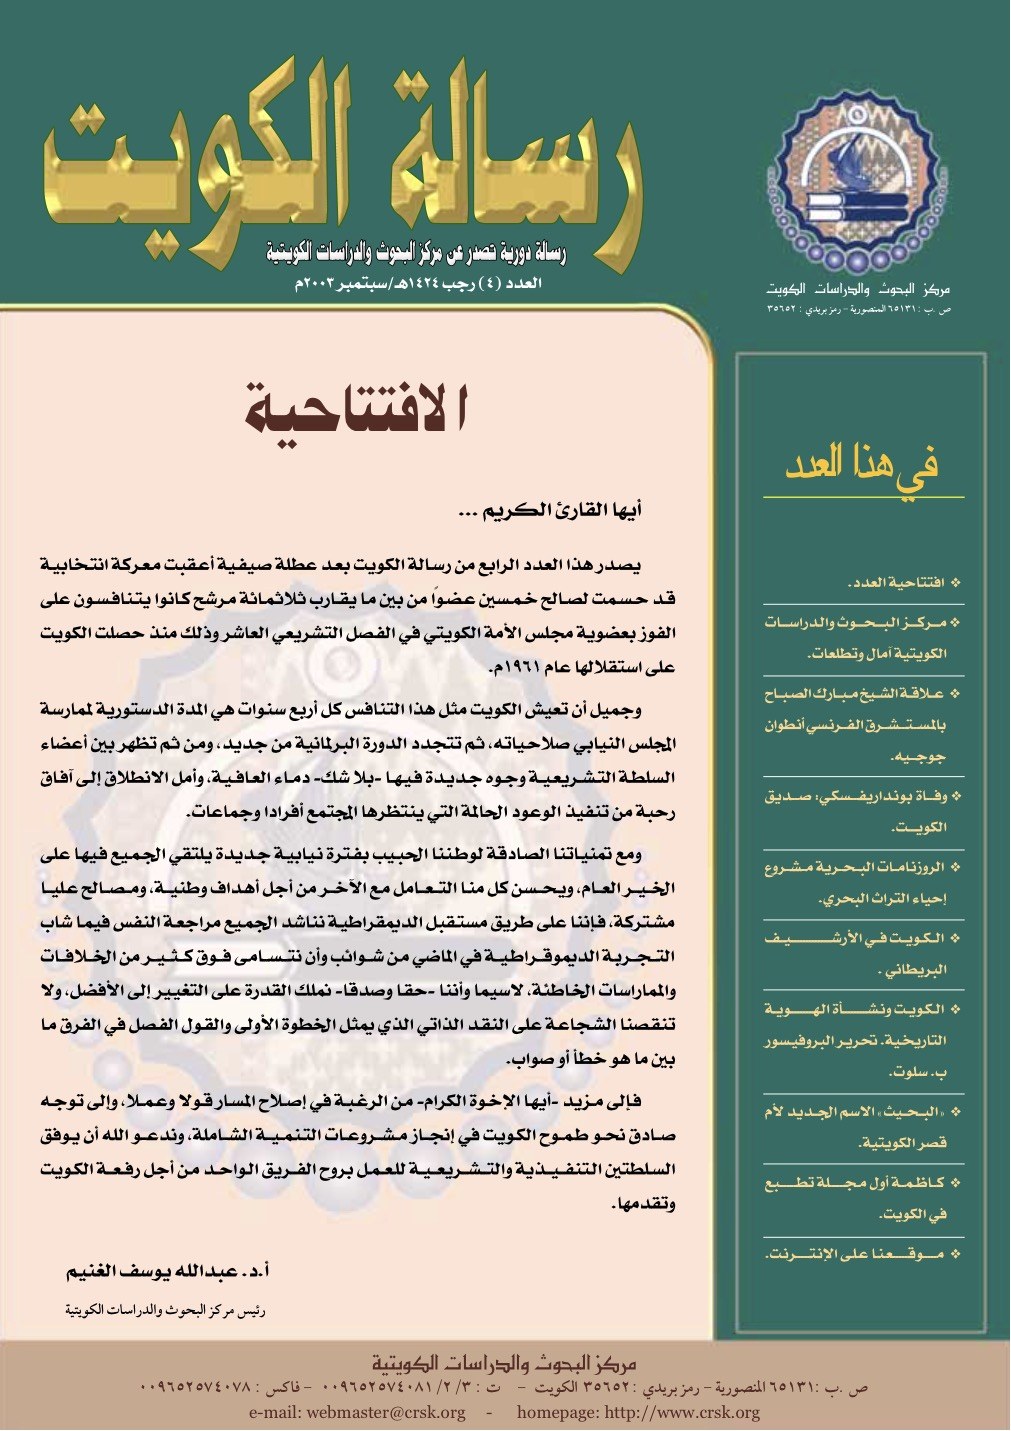 رسالة الكويت
رسالة دورية تصدر عن مركز البحوث والدراسات الكويتية
العدد (٤) رجب ١٤٢٤هـ/سبتمبر ٢٠٠٣م
مركز البحوث والدراسات الكويت
ص .ب : ٦٥١٣١ المنصورية - رمز بريدي : ٣٥٦٥٢
الافتتاحية
أيها القارئ الكريم ...
يصدر هذا العدد الرابع من رسالة الكويت بعد عطلة صيفية أعقبت معركة انتخابية
قد حسمت لصالح خمسين عضوًا من بين ما يقارب ثلاثمائة مرشح كانوا يتنافسون على
الفوز بعضوية مجلس الأمة الكويتي في الفصل التشريعي العاشر وذلك منذ حصلت الكويت
على استقلالها عام ١٩٦١م.
وجميل أن تعيش الكويت مثل هذا التنافس كل أربع سنوات هي المدة الدستورية لممارسة
المجلس النيابي صلاحياته، ثم تتجدد الدورة البرلمانية من جديد، ومن ثم تظهر بين أعضاء
السلطة التشريعية وجوه جديدة فيها -بلا شك- دماء العافية، وأمل الانطلاق إلى آفاق
رحبة من تنفيذ الوعود الحالمة التي ينتظرها المجتمع أفرادا وجماعات.
ومع تمنياتنا الصادقة لوطننا الحبيب بفترة نيابية جديدة يلتقي الجميع فيها على
الخير العام، ويحسن كل منا التعامل مع الآخر من أجل أهداف وطنية، ومصالح عليا
مشتركة، فإننا على طريق مستقبل الديمقراطية نناشد الجميع مراجعة النفس فيما شاب
التجربة الديموقراطية في الماضي من شوائب وأن نتسامى فوق كثير من الخلافات
والممارسات الخاطئة، لاسيما وأننا -حقا وصدقا- نملك القدرة على التغيير إلى الأفضل، ولا
تنقصنا الشجاعة على النقد الذاتي الذي يمثل الخطوة الأولى والقول الفصل في الفرق ما
بين ما هو خطأ أو صواب.
فإلى مزيد -أيها الإخوة الكرام- من الرغبة في إصلاح المسار قولا وعملا، وإلى توجه
صادق نحو طموح الكويت في إنجاز مشروعات التنمية الشاملة، وندعو الله أن يوفق
السلطتين التنفيذية والتشريعية للعمل بروح الفريق الواحد من أجل رفعة الكويت
وتقدمها.
أ.د. عبدالله يوسف الغنيم
رئيس مركز البحوث والدراسات الكويتية
في هذا العدد
❖ افتتاحية العدد.
❖ مركز البحوث والدراسات
الكويتية آمال وتطلعات.
❖ علاقة الشيخ مبارك الصباح
بالمستشرق الفرنسي أنطوان
جوجيه.
❖ وفاة بونداريفسكي: صديق
الكويت.
❖ الروزنامات البحرية مشروع
إحياء التراث البحري.
❖ الكويت في الأرشيف
البريطاني .
❖ الكويت ونشأة الهوية
التاريخية. تحرير البروفيسور
ب. سلوت.
❖ «البحيث» الاسم الجديد لأم
قصر الكويتية.
❖ كاظمة أول مجلة تطبع
في الكويت.
❖ موقعنا على الإنترنت.
مركز البحوث والدراسات الكويتية
ص .ب :٦٥١٣١ المنصورية - رمز بريدي : ٣٥٦٥٢ الكويت - ت : ٣/ ٢/ ٠٠٩٦٥٢٥٧٤٠٨١ - فاكس : ٠٠٩٦٥٢٥٧٤٠٧٨
e-mail: webmaster@crsk.org - homepage: http://www.crsk.org